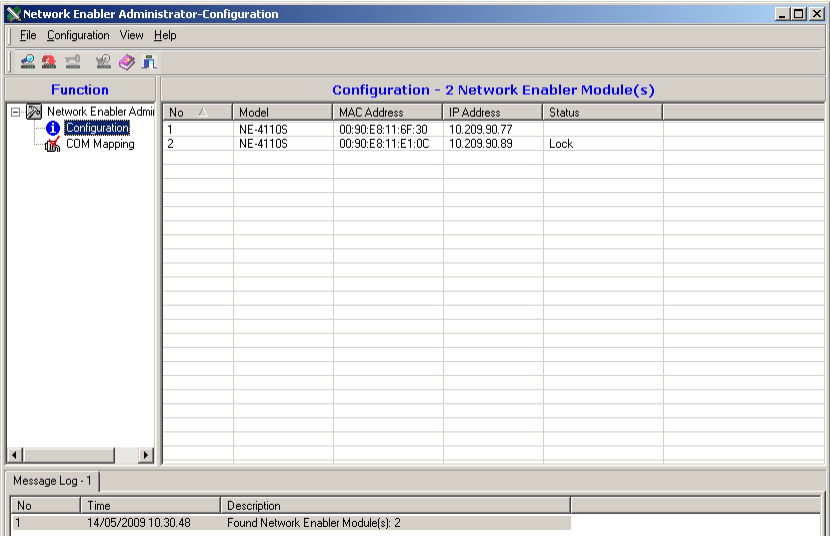 Network Enabler Administrator-Configuration
File Configuration View Help
Function
Configuration - 2 Network Enabler Module(s)
Network Enabler Admi
Configuration
COM Mapping
No Model MAC Address IP Address Status
1 NE-4110S 00:90:E8:11:6F:30 10.209.90.77
2 NE-4110S 00:90:E8:11:E1:0C 10.209.90.89 Lock
Message Log - 1
No Time Description
1 14/05/2009 10.30.48 Found Network Enabler Module(s): 2